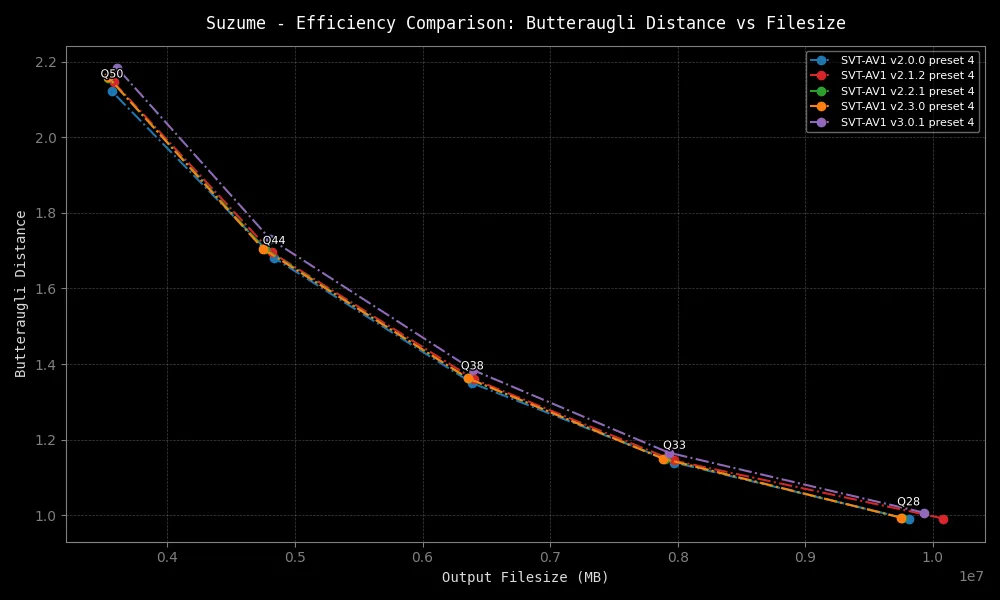 Suzume - Efficiency Comparison: Butteraugli Distance vs Filesize
SVT-AV1 v2.0.0 preset 4
SVT-AV1 v2.1.2 preset 4
SVT-AV1 v2.2.1 preset 4
SVT-AV1 v2.3.0 preset 4
SVT-AV1 v3.0.1 preset 4
Butteraugli Distance
2.2
2.0
1.8
1.6
1.4
1.2
1.0
Q50
Q44
Q38
Q33
Q28
0.4
0.5
0.6
0.7
0.8
0.9
1.0
1e7
Output Filesize (MB)